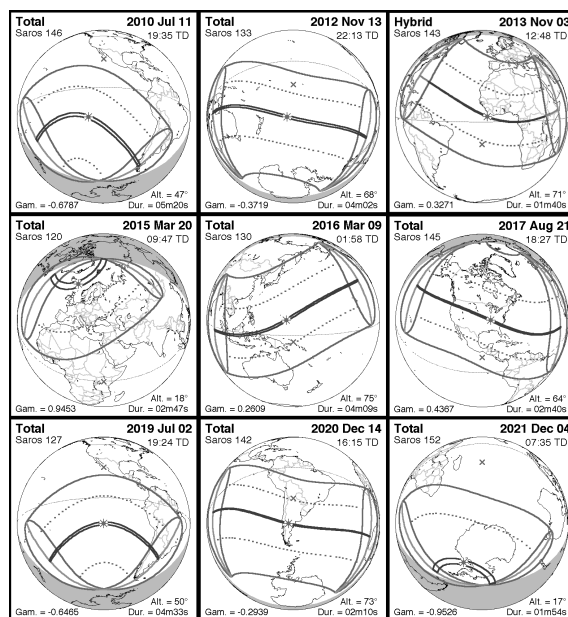 Total 2010 Jul 11
Saros 146 19:35 TD
Alt. = 47°
Gam. = -0.6787 Dur. = 05m20s
Total 2012 Nov 13
Saros 133 22:13 TD
Alt. = 68°
Gam. = -0.3719 Dur. = 04m02s
Hybrid 2013 Nov 03
Saros 143 12:48 TD
Alt. = 71°
Gam. = 0.3271 Dur. = 01m40s
Total 2015 Mar 20
Saros 120 09:47 TD
Alt. = 18°
Gam. = 0.9453 Dur. = 02m47s
Total 2016 Mar 09
Saros 130 01:58 TD
Alt. = 75°
Gam. = 0.2609 Dur. = 04m09s
Total 2017 Aug 21
Saros 145 18:27 TD
Alt. = 64°
Gam. = 0.4367 Dur. = 02m40s
Total 2019 Jul 02
Saros 127 19:24 TD
Alt. = 50°
Gam. = -0.6465 Dur. = 04m33s
Total 2020 Dec 14
Saros 142 16:15 TD
Alt. = 73°
Gam. = -0.2939 Dur. = 02m10s
Total 2021 Dec 04
Saros 152 07:35 TD
Alt. = 17°
Gam. = -0.9526 Dur. = 01m54s